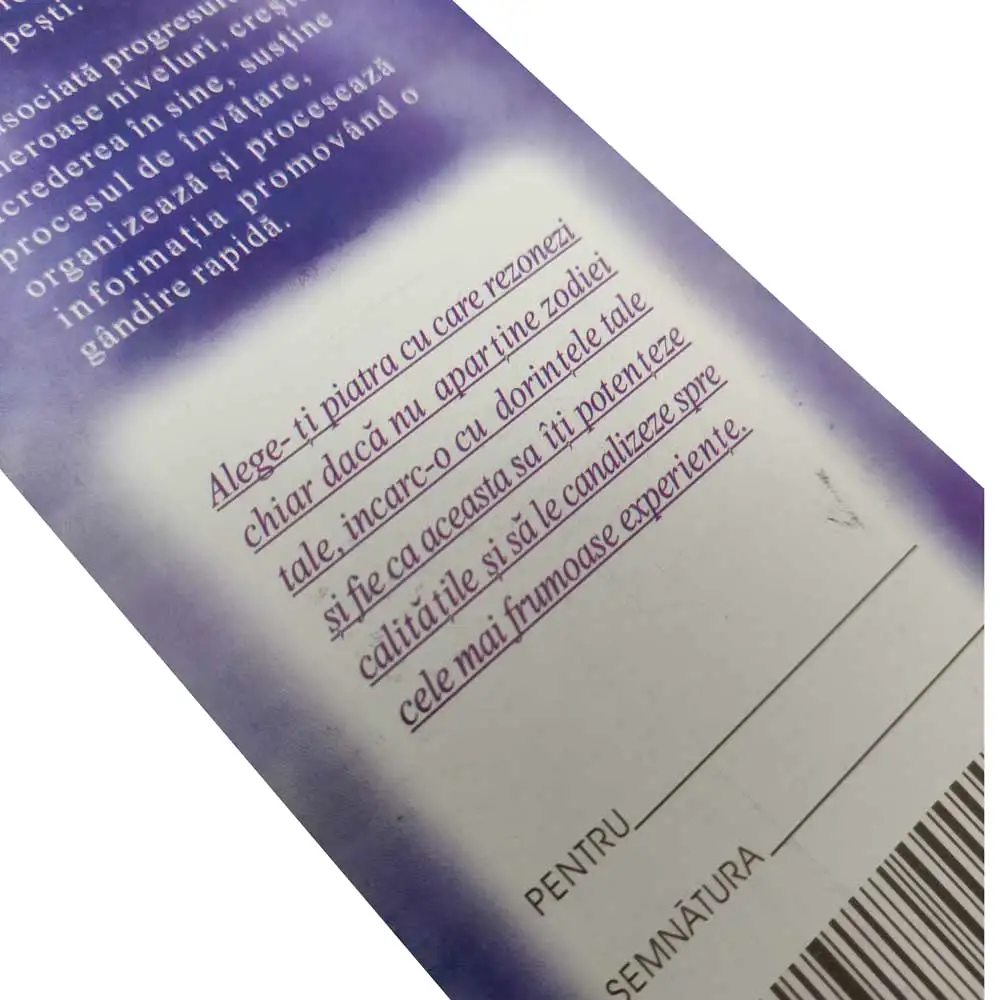 pești.
asociată progresului
niveluri, crește
încrederea în sine, susține
procesul de învățare,
organizează și procesează
informația promovând o
gândire rapidă.
Alege-ți piatra cu care rezonezi
chiar dacă nu aparține zodiei
tale, incarc-o cu dorințele tale
și fie ca aceasta sa îți potențeze
calitățile și să le canalizeze spre
cele mai frumoase experiențe.
PENTRU
SEMNĂTURA